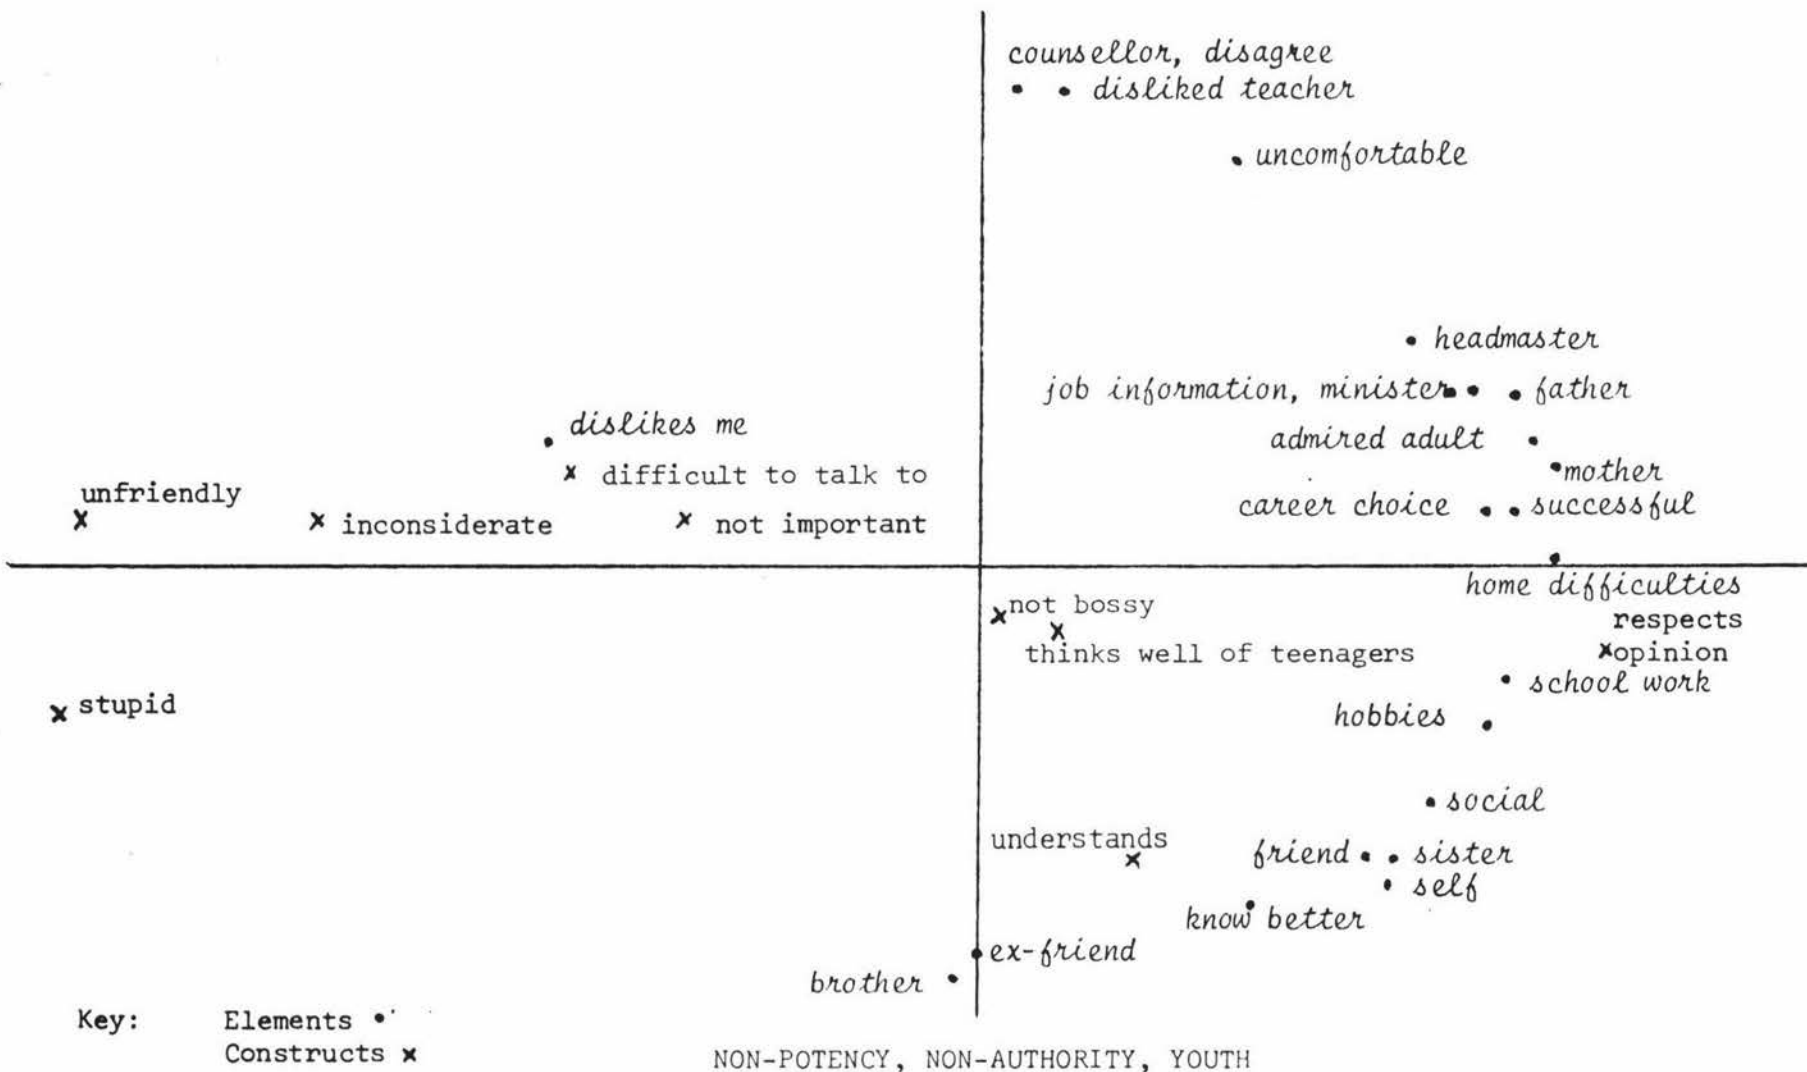 counsellor, disagree
disliked teacher
uncomfortable
headmaster
job information, minister
father
dislikes me
admired adult
difficult to talk to
mother
unfriendly
career choice
successful
inconsiderate
not important
home difficulties
not bossy
respects
thinks well of teenagers
opinion
school work
stupid
hobbies
social
understands
friend
sister
self
know better
ex-friend
brother
Key: Elements •
Constructs x
NON-POTENCY, NON-AUTHORITY, YOUTH